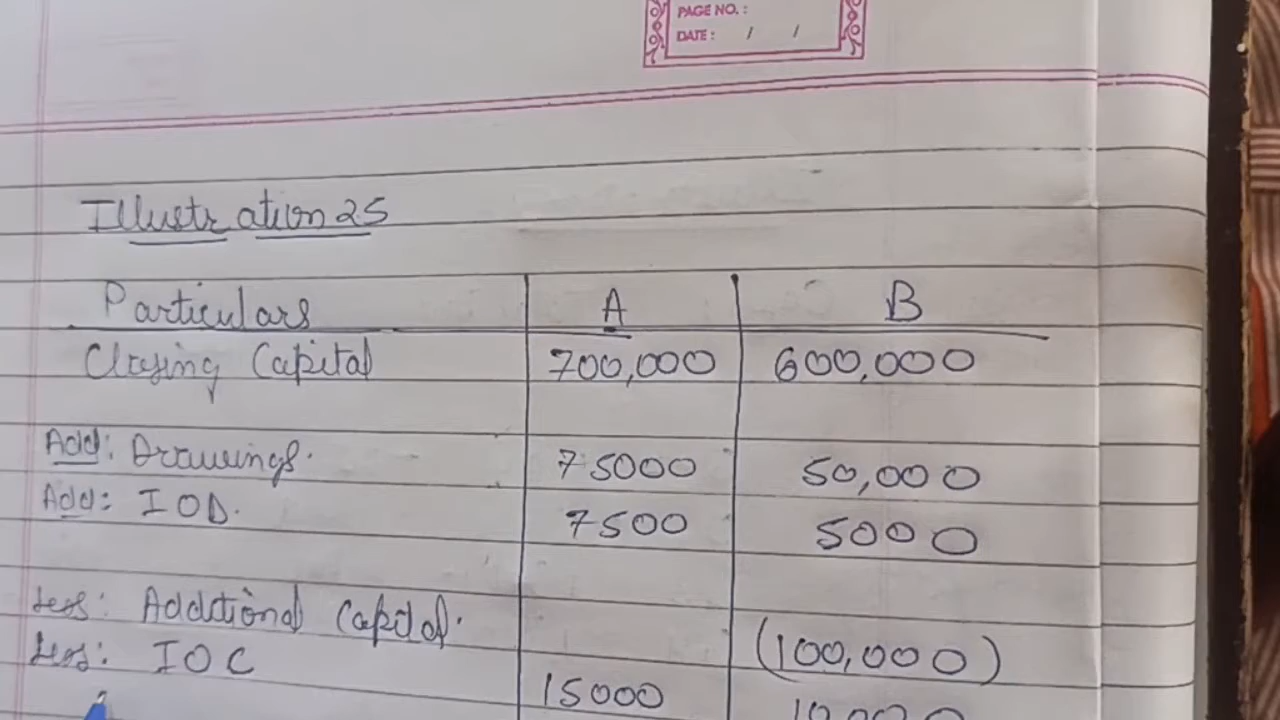 PAGE NO. :
DATE : / /
Illustration 25
Particulars A B
Closing Capital 700,000 600,000
Add: Drawings. 75000 50,000
Add: IOD. 7500 5000
Less: Additional Capital. (100,000)
Less: IOC 15000